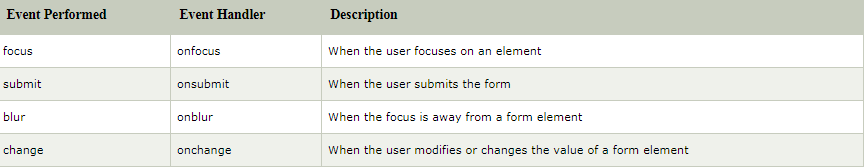 Event Performed Event Handler Description
focus onfocus When the user focuses on an element
submit onsubmit When the user submits the form
blur onblur When the focus is away from a form element
change onchange When the user modifies or changes the value of a form element